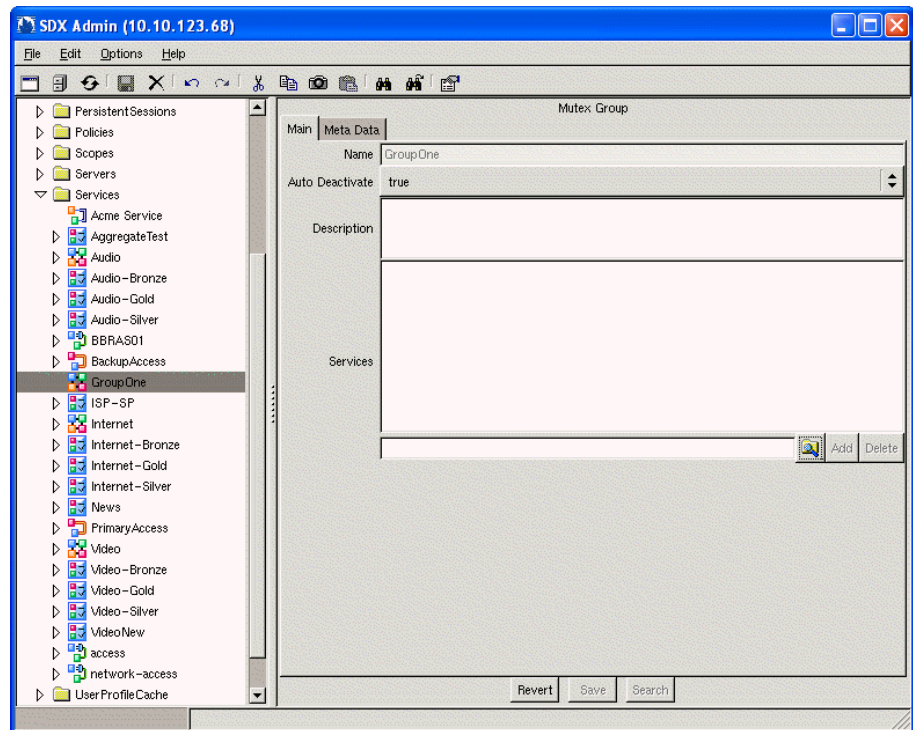 SDX Admin (10.10.123.68)
File Edit Options Help
PersistentSessions
Policies
Scopes
Servers
Services
Acme Service
AggregateTest
Audio
Audio-Bronze
Audio-Gold
Audio-Silver
BBRAS01
BackupAccess
GroupOne
ISP-SP
Internet
Internet-Bronze
Internet-Gold
Internet-Silver
News
PrimaryAccess
Video
Video-Bronze
Video-Gold
Video-Silver
VideoNew
access
network-access
UserProfileCache
Mutex Group
Main Meta Data
Name GroupOne
Auto Deactivate true
Description
Services
Add Delete
Revert Save Search